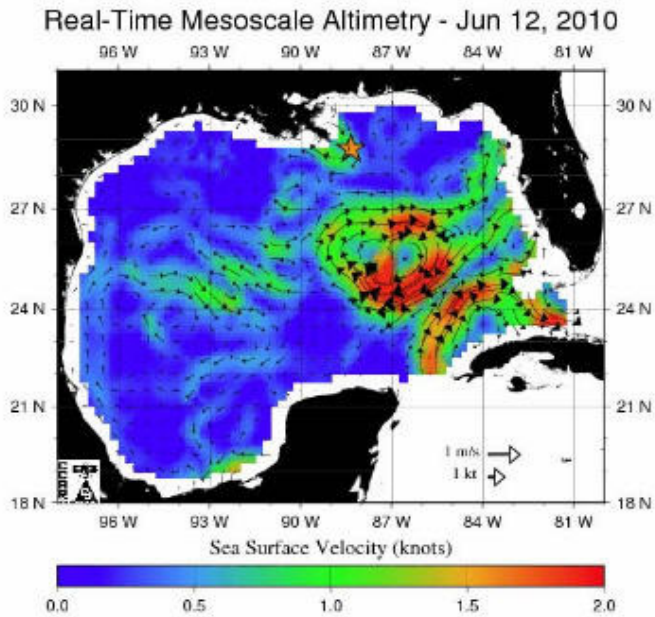 Real-Time Mesoscale Altimetry - Jun 12, 2010
96 W 93 W 90 W 87 W 84 W 81 W
30 N 30 N
27 N 27 N
24 N 24 N
21 N 21 N
1 m/s
1 kt
18 N 18 N
96 W 93 W 90 W 87 W 84 W 81 W
Sea Surface Velocity (knots)
0.0 0.5 1.0 1.5 2.0